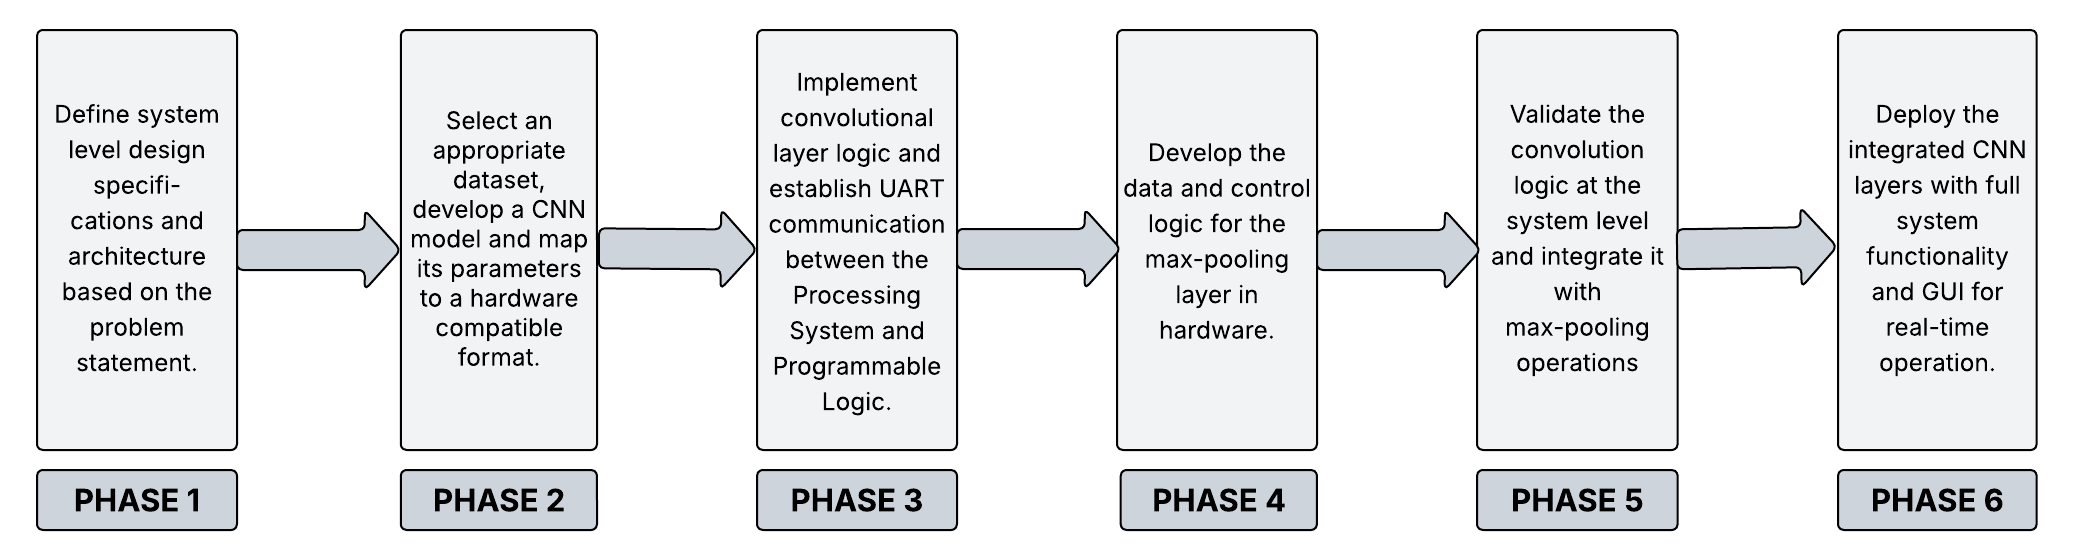 Define system
level design
specifi-
cations and
architecture
based on the
problem
statement.
PHASE 1
Select an
appropriate
dataset,
develop a CNN
model and map
its parameters
to a hardware
compatible
format.
PHASE 2
Implement
convolutional
layer logic and
establish UART
communication
between the
Processing
System and
Programmable
Logic.
PHASE 3
Develop the
data and control
logic for the
max-pooling
layer in
hardware.
PHASE 4
Validate the
convolution
logic at the
system level
and integrate it
with
max-pooling
operations
PHASE 5
Deploy the
integrated CNN
layers with full
system
functionality
and GUI for
real-time
operation.
PHASE 6